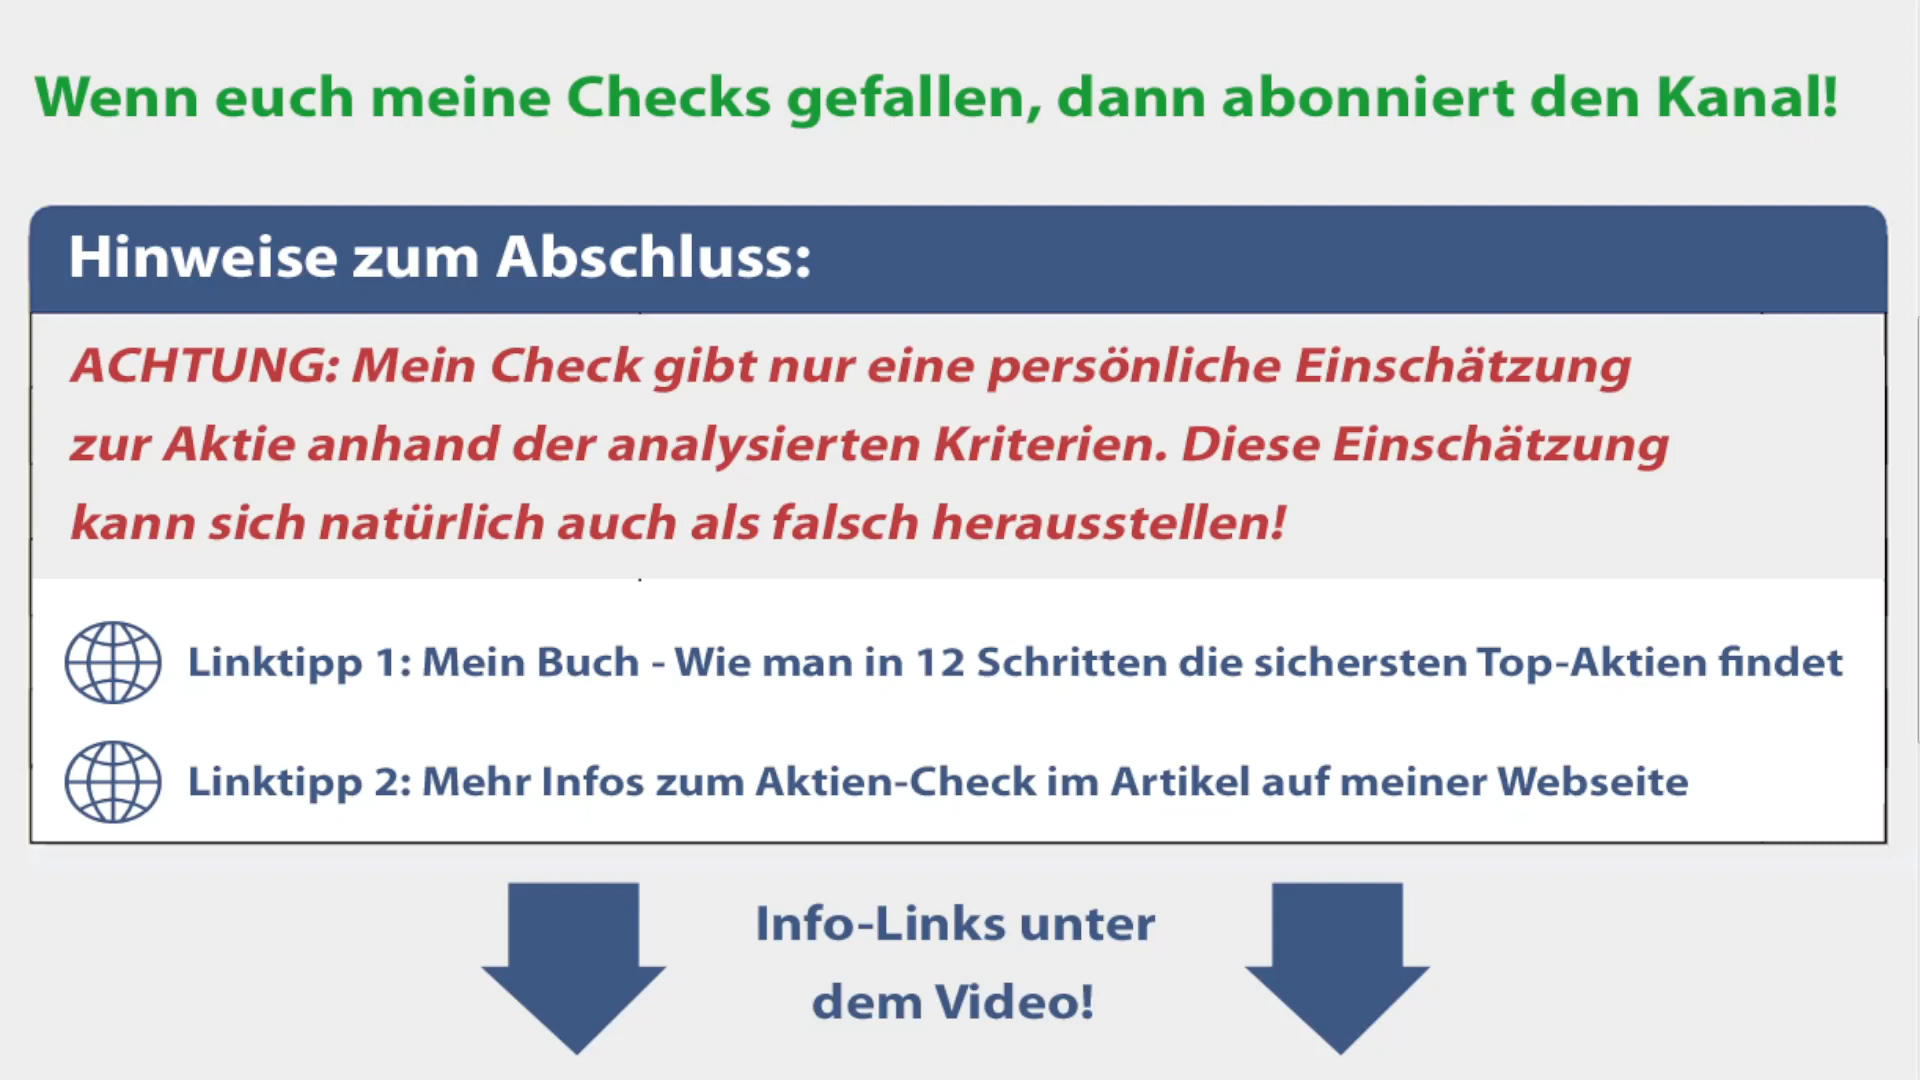 Wenn euch meine Checks gefallen, dann abonniert den Kanal!
Hinweise zum Abschluss:
ACHTUNG: Mein Check gibt nur eine persönliche Einschätzung
zur Aktie anhand der analysierten Kriterien. Diese Einschätzung
kann sich natürlich auch als falsch herausstellen!
Linktipp 1: Mein Buch - Wie man in 12 Schritten die sichersten Top-Aktien findet
Linktipp 2: Mehr Infos zum Aktien-Check im Artikel auf meiner Webseite
Info-Links unter
dem Video!